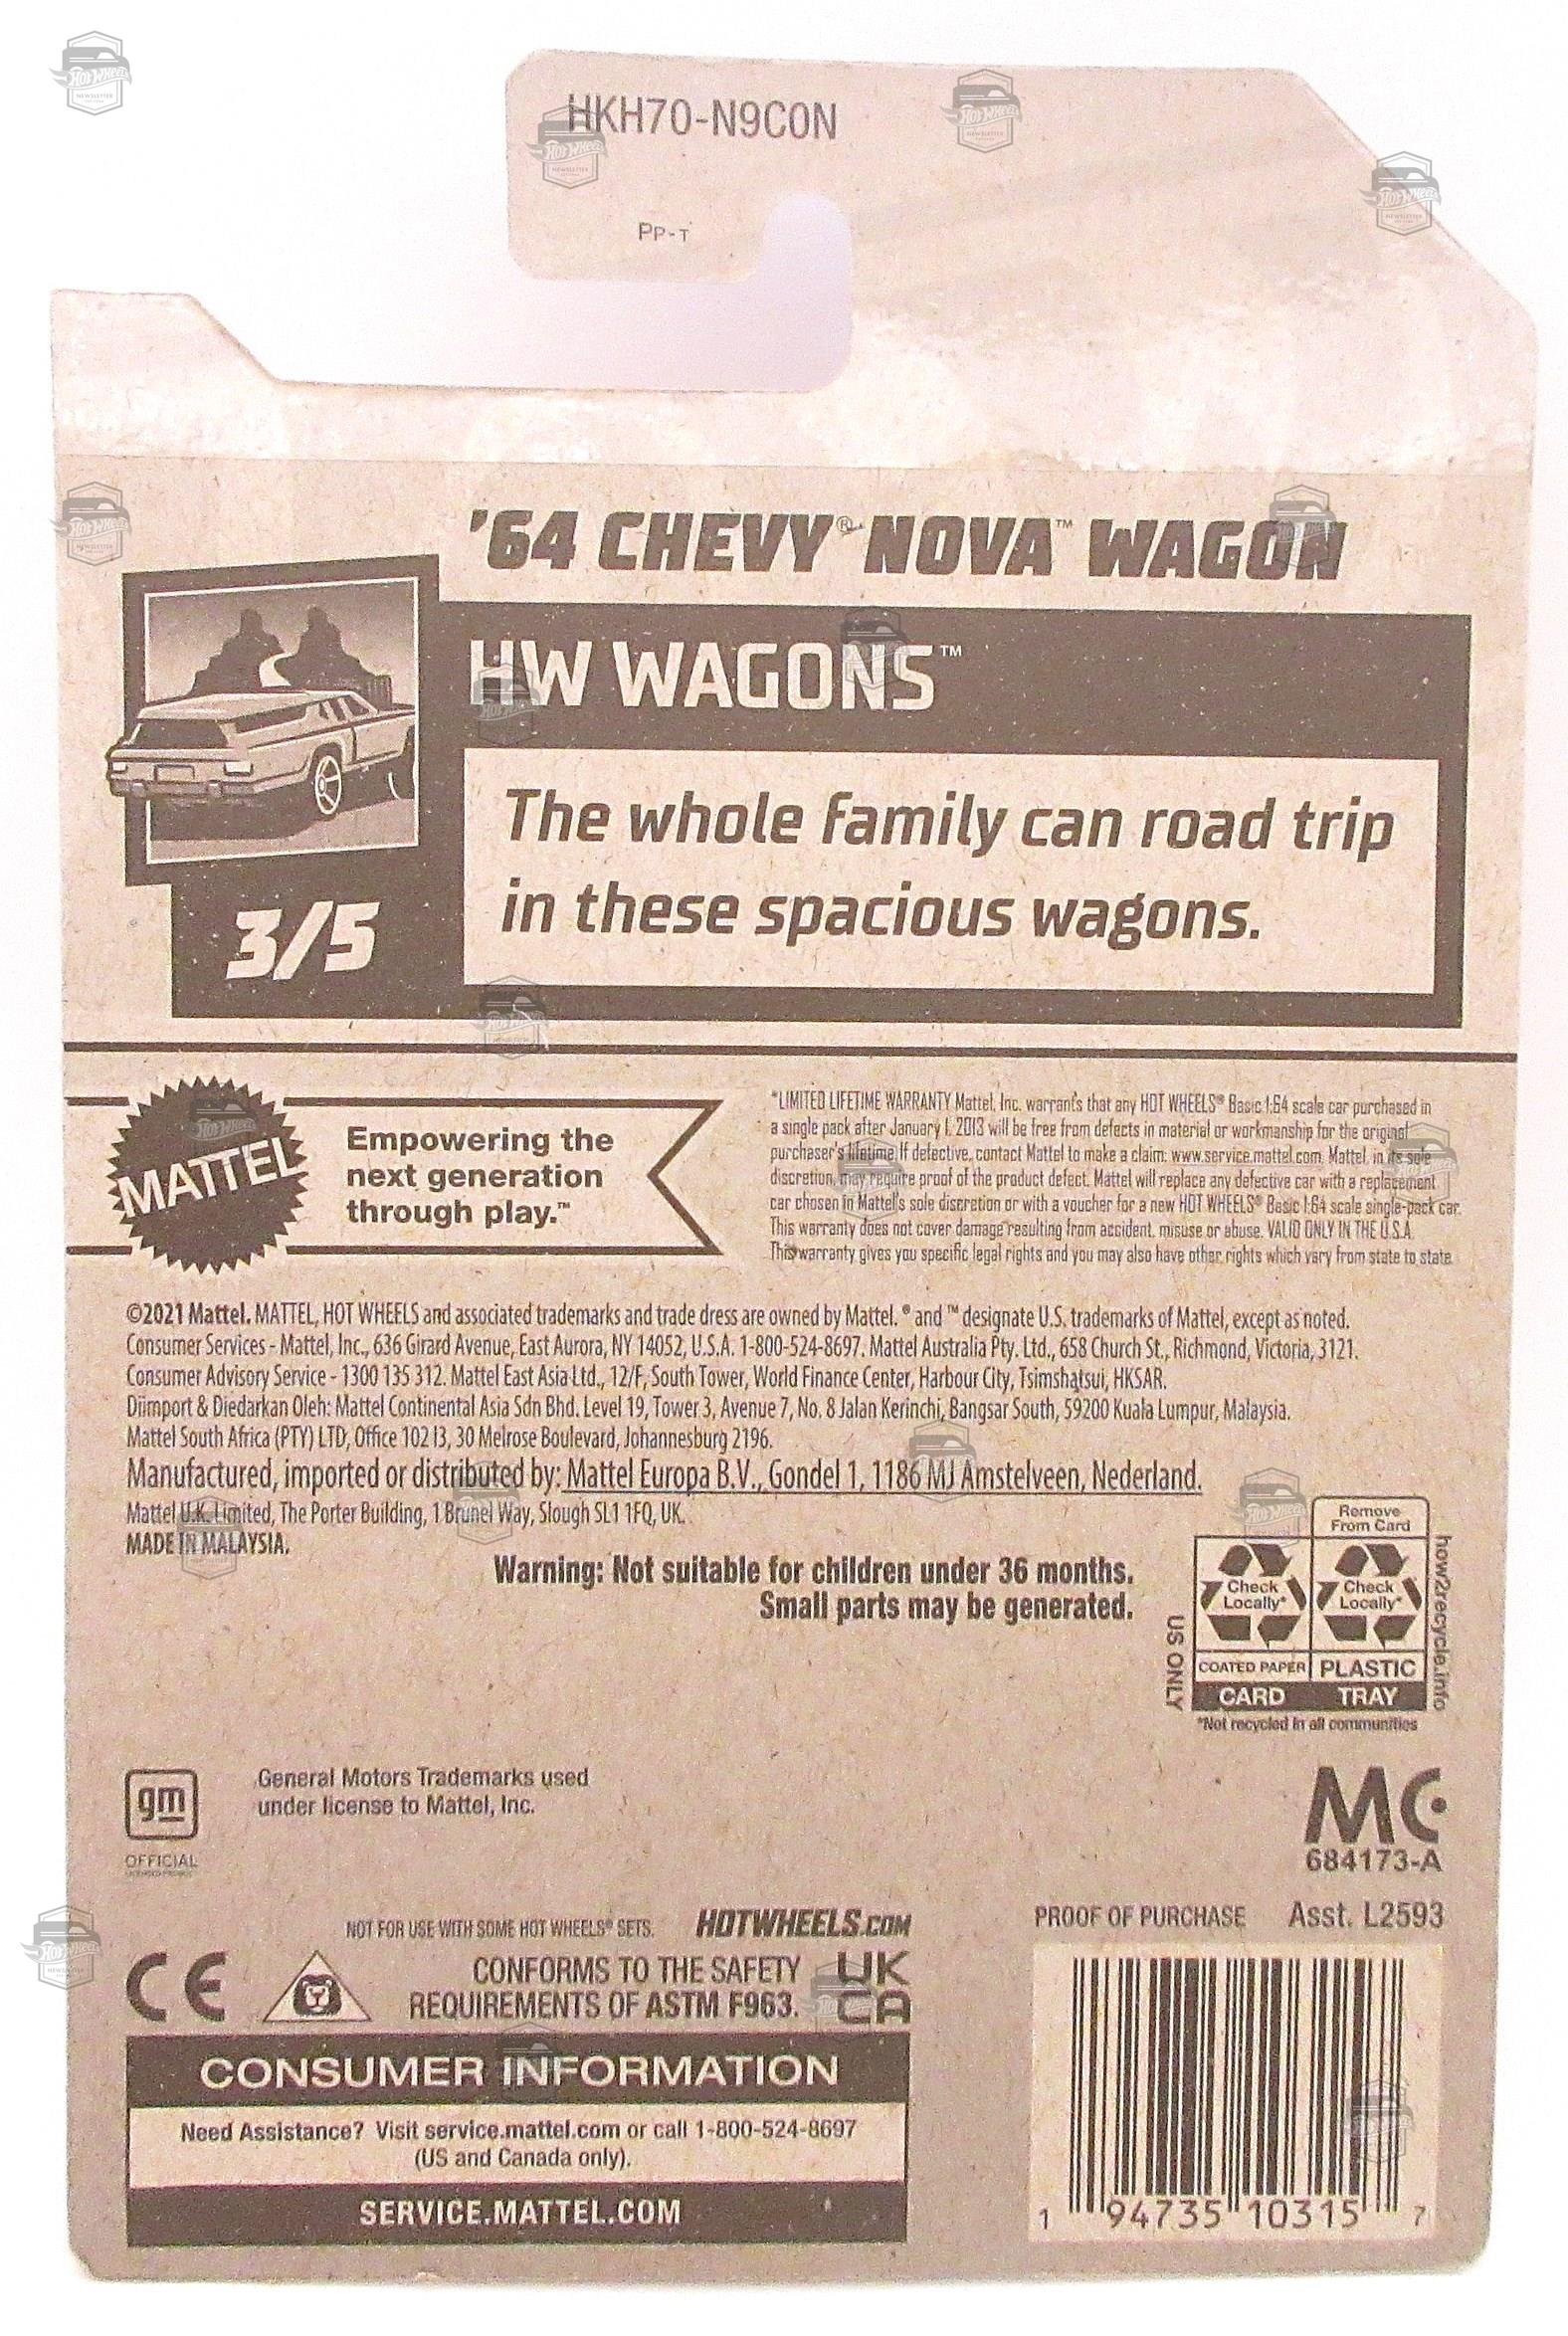 HKH70-N9C0N
PP-T
'64 CHEVY® NOVA™ WAGON
HW WAGONS™
The whole family can road trip
in these spacious wagons.
3/5
MATTEL
Empowering the
next generation
through play.™
*LIMITED LIFETIME WARRANTY Mattel, Inc. warrants that any HOT WHEELS® Basic 1:64 scale car purchased in
a single pack after January 1, 2013 will be free from defects in material or workmanship for the original
purchaser's lifetime. If defective, contact Mattel to make a claim: www.service.mattel.com. Mattel, in its sole
discretion, may require proof of the product defect. Mattel will replace any defective car with a replacement
car chosen in Mattel's sole discretion or with a voucher for a new HOT WHEELS® Basic 1:64 scale single-pack car.
This warranty does not cover damage resulting from accident, misuse or abuse. VALID ONLY IN THE U.S.A.
This warranty gives you specific legal rights and you may also have other rights which vary from state to state.
©2021 Mattel. MATTEL, HOT WHEELS and associated trademarks and trade dress are owned by Mattel. ® and ™ designate U.S. trademarks of Mattel, except as noted.
Consumer Services - Mattel, Inc., 636 Girard Avenue, East Aurora, NY 14052, U.S.A. 1-800-524-8697. Mattel Australia Pty. Ltd., 658 Church St., Richmond, Victoria, 3121.
Consumer Advisory Service - 1300 135 312. Mattel East Asia Ltd., 12/F, South Tower, World Finance Center, Harbour City, Tsimshatsui, HKSAR.
Diimport & Diedarkan Oleh: Mattel Continental Asia Sdn Bhd. Level 19, Tower 3, Avenue 7, No. 8 Jalan Kerinchi, Bangsar South, 59200 Kuala Lumpur, Malaysia.
Mattel South Africa (PTY) LTD, Office 102 I3, 30 Melrose Boulevard, Johannesburg 2196.
Manufactured, imported or distributed by: Mattel Europa B.V., Gondel 1, 1186 MJ Amstelveen, Nederland.
Mattel U.K. Limited, The Porter Building, 1 Brunel Way, Slough SL1 1FQ, UK.
MADE IN MALAYSIA.
Warning: Not suitable for children under 36 months.
Small parts may be generated.
Remove
From Card
Check
Locally*
Check
Locally*
COATED PAPER
PLASTIC
CARD
TRAY
US ONLY
how2recycle.info
*Not recycled in all communities
gm
OFFICIAL
General Motors Trademarks used
under license to Mattel, Inc.
MC
684173-A
NOT FOR USE WITH SOME HOT WHEELS® SETS.
HOTWHEELS.COM
PROOF OF PURCHASE
Asst. L2593
CE
CONFORMS TO THE SAFETY
REQUIREMENTS OF ASTM F963.
UK
CA
CONSUMER INFORMATION
Need Assistance? Visit service.mattel.com or call 1-800-524-8697
(US and Canada only).
SERVICE.MATTEL.COM
1 94735 10315 7